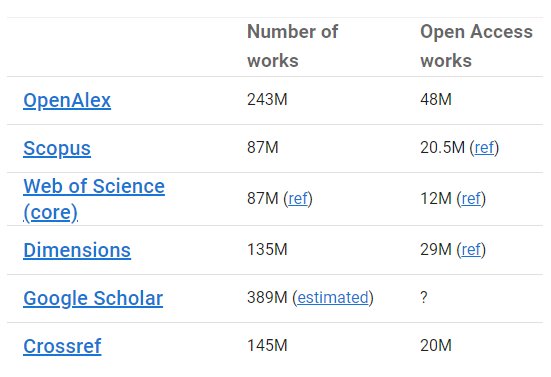 Number of works Open Access works
OpenAlex 243M 48M
Scopus 87M 20.5M (ref)
Web of Science (core) 87M (ref) 12M (ref)
Dimensions 135M 29M (ref)
Google Scholar 389M (estimated) ?
Crossref 145M 20M